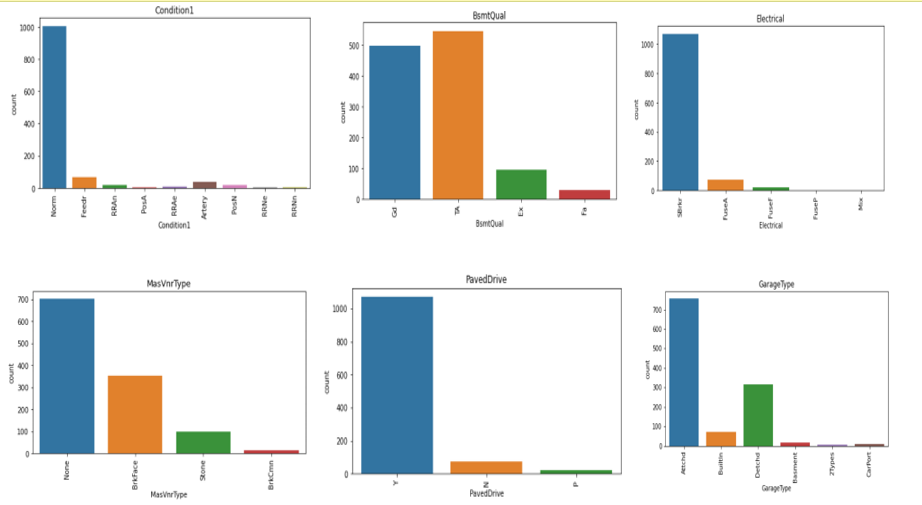 Condition1
count
1000
800
600
400
200
0
Norm
Feedr
RRAn
PosA
RRAe
Artery
PosN
RRNe
RRNn
Condition1
BsmtQual
count
500
400
300
200
100
0
Gd
TA
Ex
Fa
BsmtQual
Electrical
count
1000
800
600
400
200
0
SBrkr
FuseA
FuseF
FuseP
Mix
Electrical
MasVnrType
count
700
600
500
400
300
200
100
0
None
BrkFace
Stone
BrkCmn
MasVnrType
PavedDrive
count
1000
800
600
400
200
0
Y
N
P
PavedDrive
GarageType
count
700
600
500
400
300
200
100
0
Attchd
BuiltIn
Detchd
Basment
2Types
CarPort
GarageType